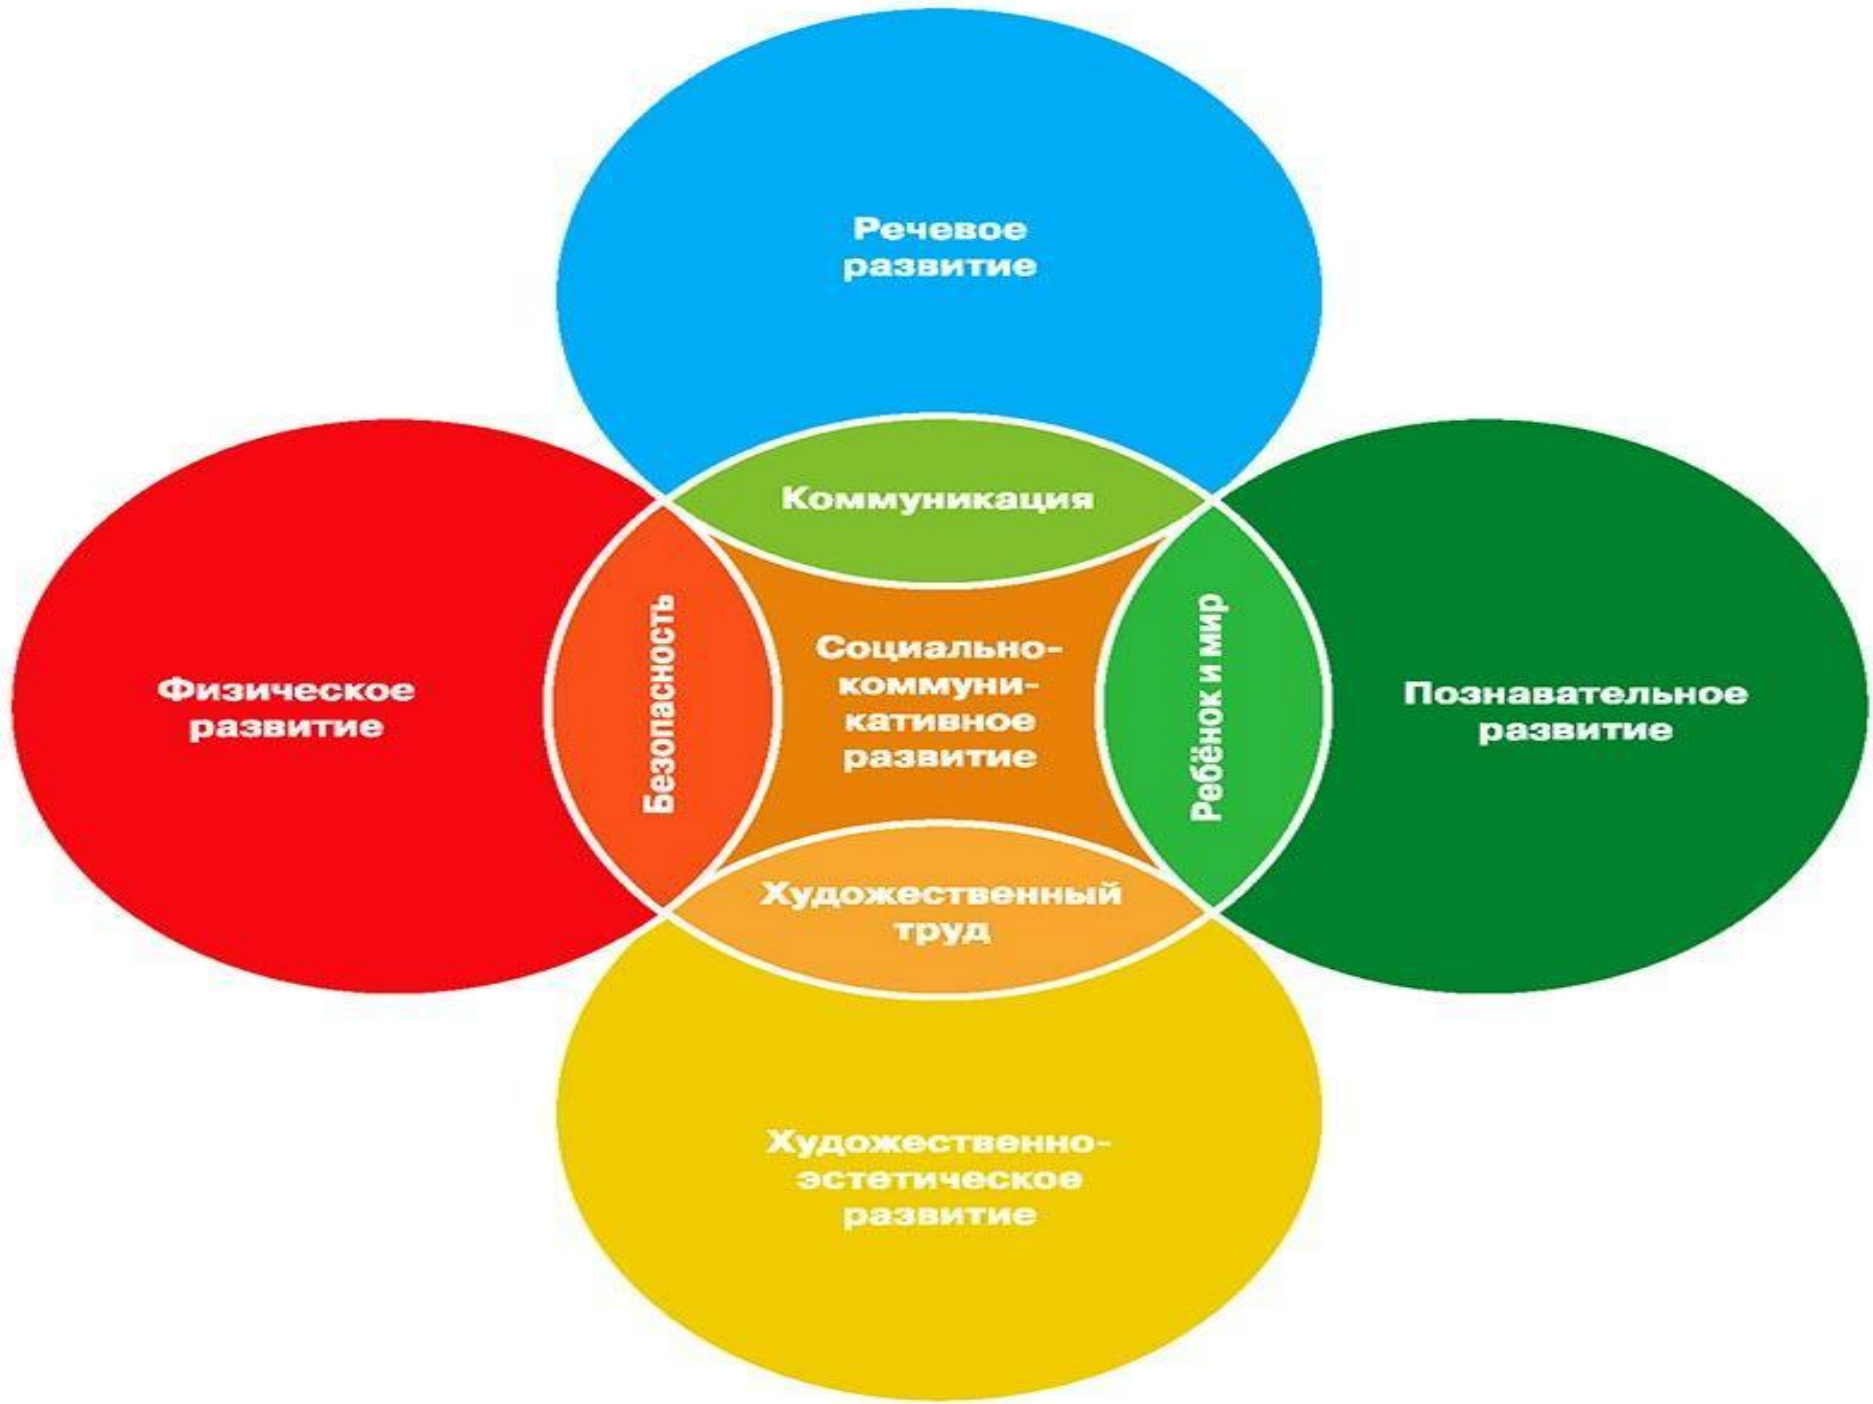 Речевое
развитие
Коммуникация
Физическое
развитие
Безопасность
Социально-
коммуни-
кативное
развитие
Ребёнок и мир
Познавательное
развитие
Художественный
труд
Художественно-
эстетическое
развитие